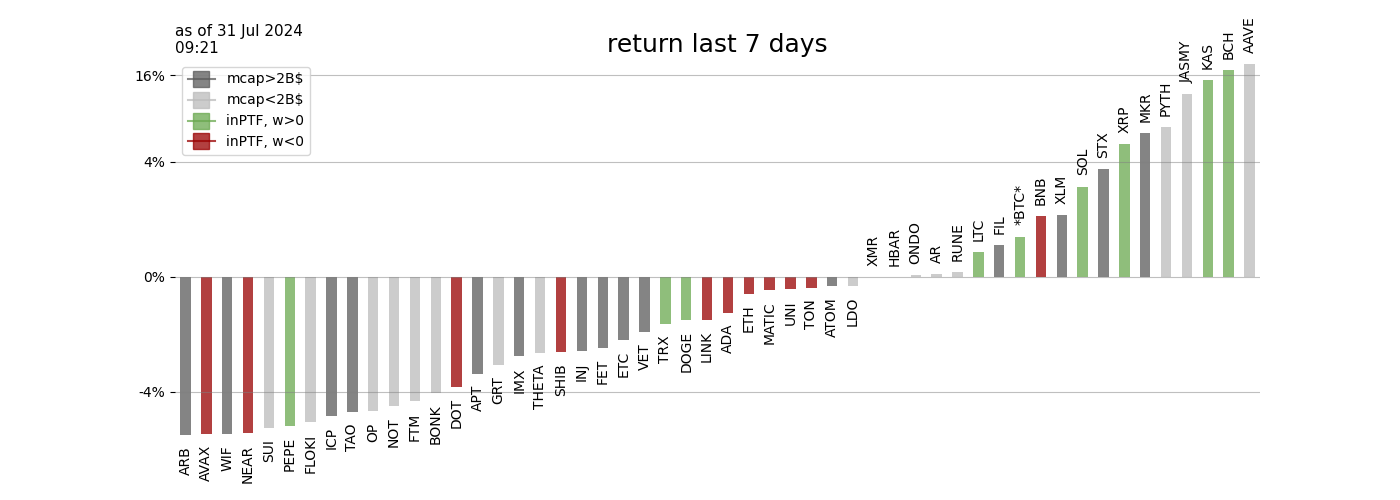 as of 31 Jul 2024
09:21
return last 7 days
mcap>2B$
mcap<2B$
inPTF, w>0
inPTF, w<0
16%
4%
0%
-4%
ARB
AVAX
WIF
NEAR
SUI
PEPE
FLOKI
ICP
TAO
OP
NOT
FTM
BONK
DOT
APT
GRT
IMX
THETA
SHIB
INJ
FET
ETC
VET
TRX
DOGE
LINK
ADA
ETH
MATIC
UNI
TON
ATOM
LDO
XMR
HBAR
ONDO
AR
RUNE
LTC
FIL
*BTC*
BNB
XLM
SOL
STX
XRP
MKR
PYTH
JASMY
KAS
BCH
AAVE